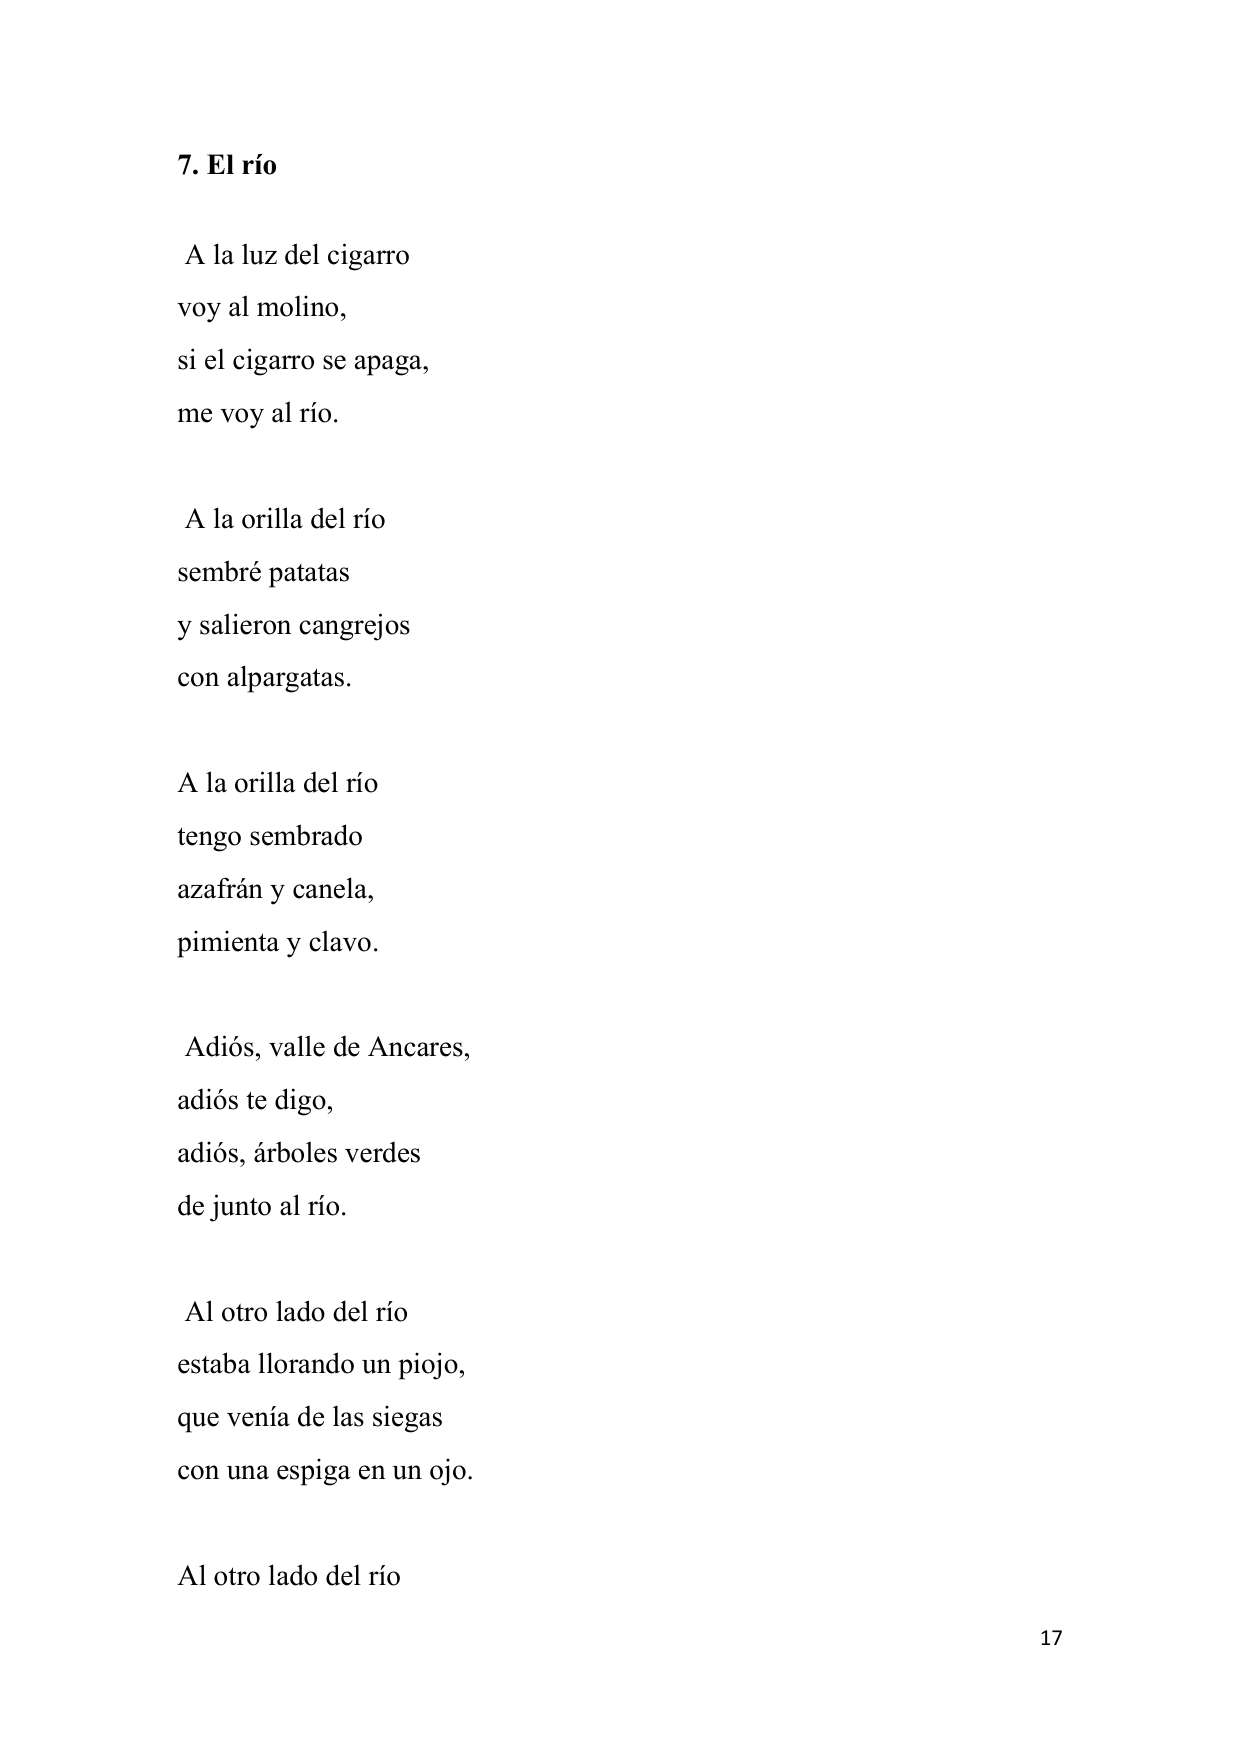 7. El río
A la luz del cigarro
voy al molino,
si el cigarro se apaga,
me voy al río.
A la orilla del río
sembré patatas
y salieron cangrejos
con alpargatas.
A la orilla del río
tengo sembrado
azafrán y canela,
pimienta y clavo.
Adiós, valle de Ancares,
adiós te digo,
adiós, árboles verdes
de junto al río.
Al otro lado del río
estaba llorando un piojo,
que venía de las siegas
con una espiga en un ojo.
Al otro lado del río
17